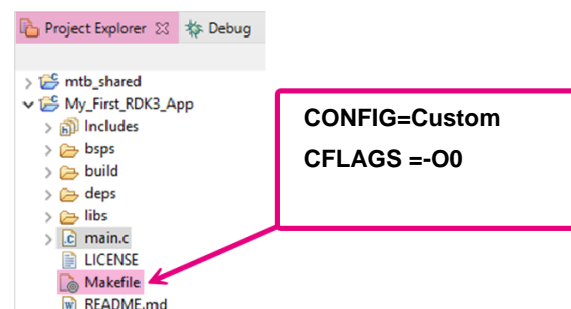 Project Explorer Debug
mtb_shared
My_First_RDK3_App
Includes
bsps
build
deps
libs
main.c
LICENSE
Makefile
README.md
CONFIG=Custom
CFLAGS =-O0